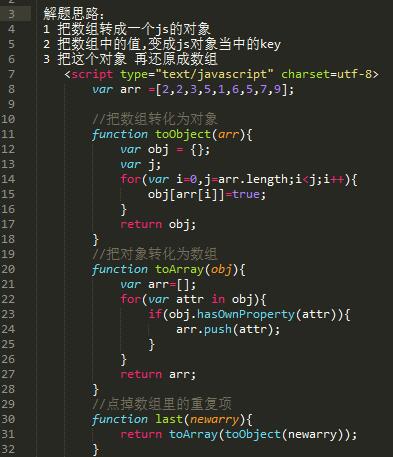 2
3 解题思路：
4 1 把数组转成一个js的对象
5 2 把数组中的值,变成js对象当中的key
6 3 把这个对象 再还原成数组
7 <script type="text/javascript" charset=utf-8>
8 var arr =[2,2,3,5,1,6,5,7,9];
9
10 //把数组转化为对象
11 function toObject(arr){
12 var obj = {};
13 var j;
14 for(var i=0,j=arr.length;i<j;i++){
15 obj[arr[i]]=true;
16 }
17 return obj;
18 }
19 //把对象转化为数组
20 function toArray(obj){
21 var arr=[];
22 for(var attr in obj){
23 if(obj.hasOwnProperty(attr)){
24 arr.push(attr);
25 }
26 }
27 return arr;
28 }
29 //点掉数组里的重复项
30 function last(newarry){
31 return toArray(toObject(newarry));
32 }